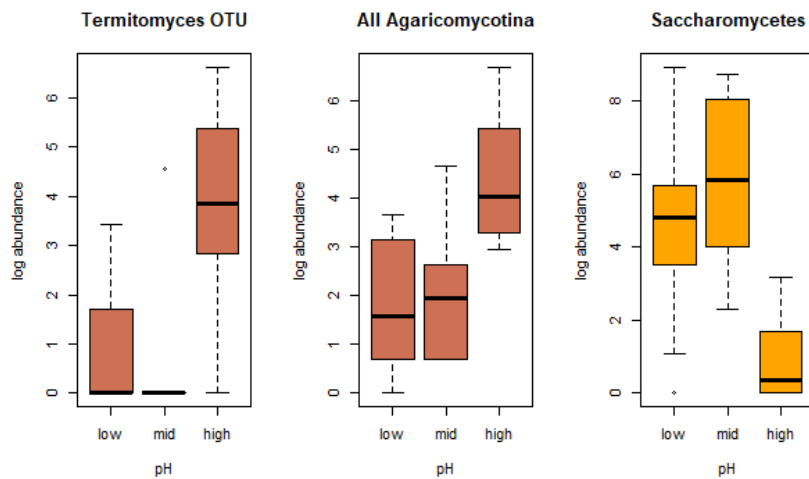 Termitomyces OTU
log abundance
6
5
4
3
2
1
0
low mid high
pH
All Agaricomycotina
log abundance
6
5
4
3
2
1
0
low mid high
pH
Saccharomycetes
log abundance
8
6
4
2
0
low mid high
pH